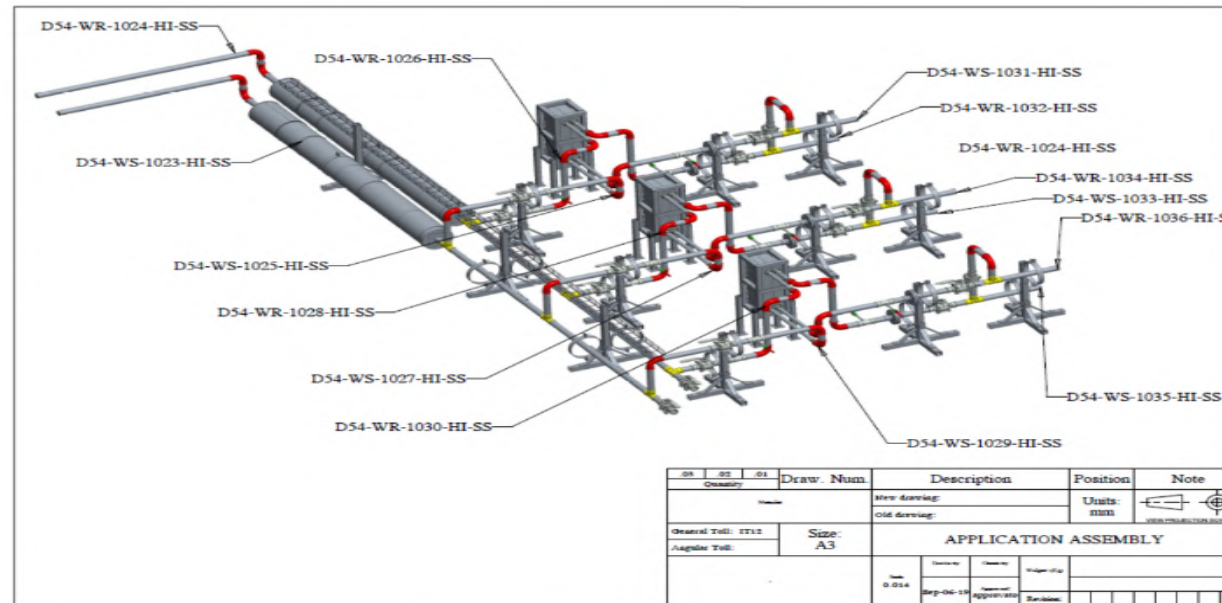 D54-WR-1024-HI-SS
D54-WR-1026-HI-SS
D54-WS-1031-HI-SS
D54-WR-1032-HI-SS
D54-WR-1024-HI-SS
D54-WS-1023-HI-SS
D54-WR-1034-HI-SS
D54-WS-1033-HI-SS
D54-WR-1036-HI-S
D54-WS-1025-HI-SS
D54-WR-1028-HI-SS
D54-WS-1027-HI-SS
D54-WS-1035-HI-SS
D54-WR-1030-HI-SS
D54-WS-1029-HI-SS
.03 .02 .01
Quantity
Draw. Num.
Description
Position
Note
New drawing:
Old drawing:
Units:
mm
General Toll: IT12
Angular Toll:
Size:
A3
APPLICATION ASSEMBLY
0.014
Sep-06-19
Revision: